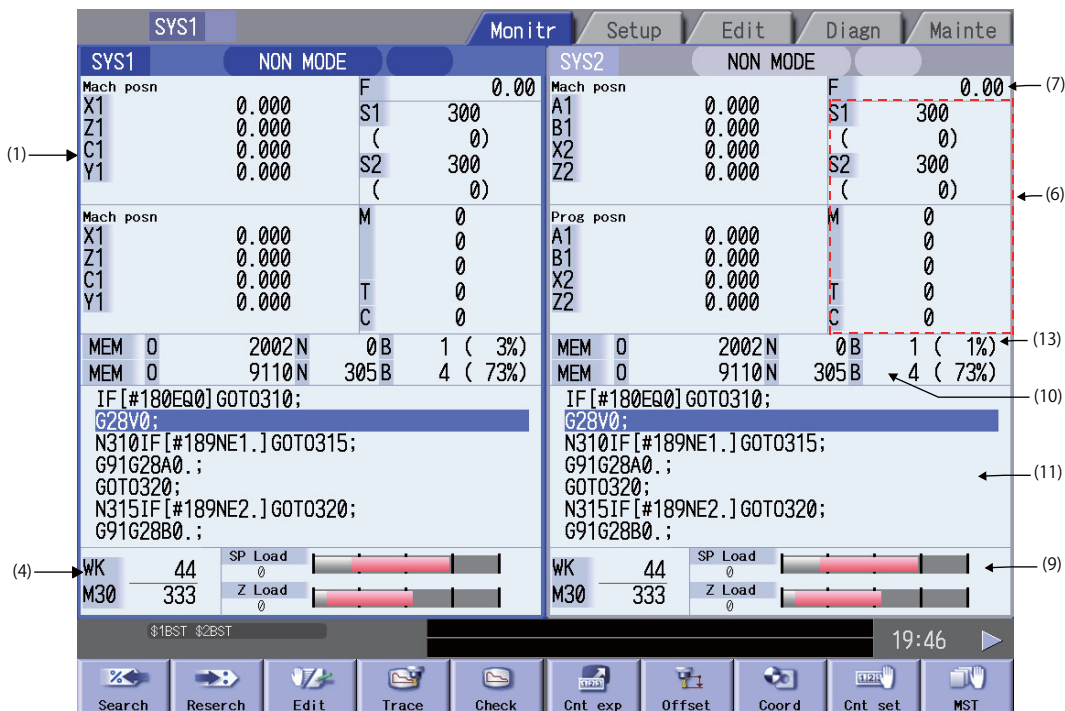 SYS1 Monitr Setup Edit Diagn Mainte
SYS1 NON MODE
Mach posn F 0.00
X1 0.000 S1 300
Z1 0.000 ( 0)
C1 0.000 S2 300
Y1 0.000 ( 0)
Mach posn M 0
X1 0.000 0
Z1 0.000 0
C1 0.000 T 0
Y1 0.000 C 0
MEM O 2002 N 0 B 1 ( 3%)
MEM O 9110 N 305 B 4 ( 73%)
IF[#180EQ0]GOTO310;
G28V0;
N310IF[#189NE1.]GOTO315;
G91G28A0.;
GOTO320;
N315IF[#189NE2.]GOTO320;
G91G28B0.;
WK 44 SP Load 0
M30 333 Z Load 0
SYS2 NON MODE
Mach posn F 0.00
A1 0.000 S1 300
B1 0.000 ( 0)
X2 0.000 S2 300
Z2 0.000 ( 0)
Prog posn M 0
A1 0.000 0
B1 0.000 0
X2 0.000 T 0
Z2 0.000 C 0
MEM O 2002 N 0 B 1 ( 1%)
MEM O 9110 N 305 B 4 ( 73%)
IF[#180EQ0]GOTO310;
G28V0;
N310IF[#189NE1.]GOTO315;
G91G28A0.;
GOTO320;
N315IF[#189NE2.]GOTO320;
G91G28B0.;
WK 44 SP Load 0
M30 333 Z Load 0
$1BST $2BST 19:46
Search Reserch Edit Trace Check Cnt exp Offset Coord Cnt set MST
(1)
(4)
(7)
(6)
(13)
(10)
(11)
(9)